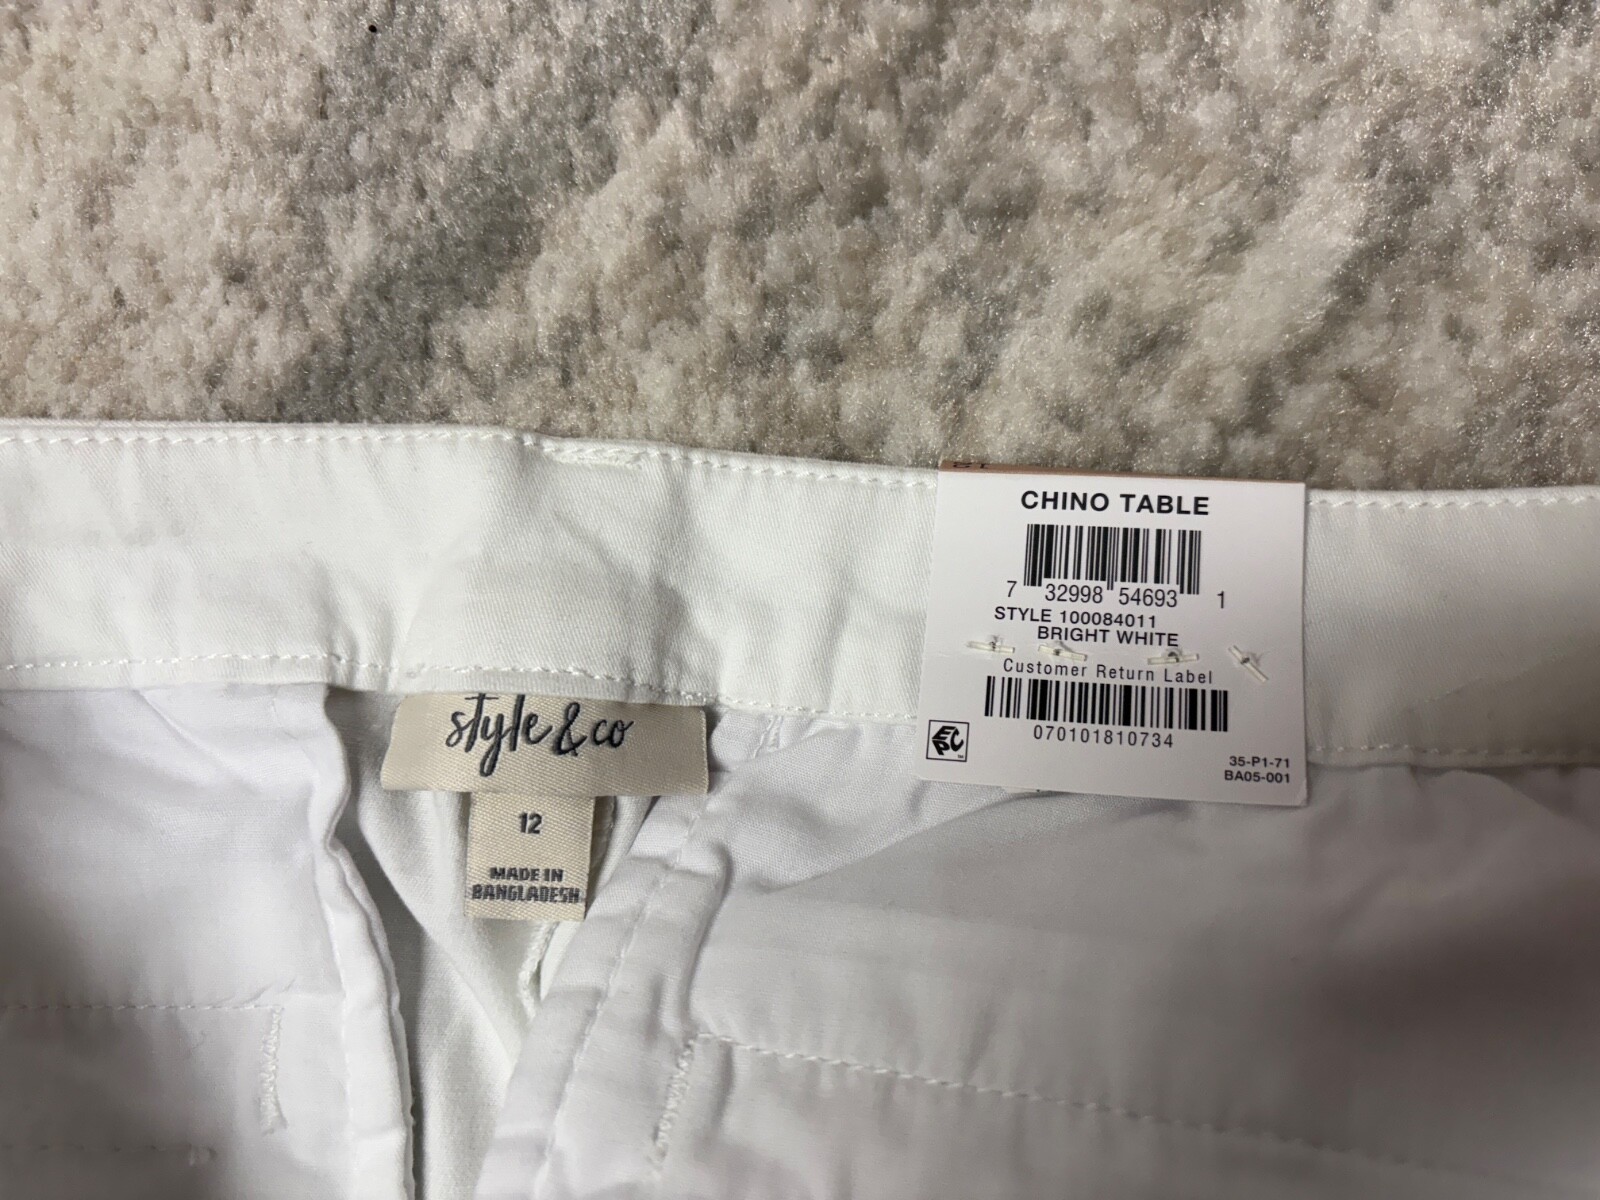 CHINO TABLE
7 32998 54693 1
STYLE 100084011
BRIGHT WHITE
Customer Return Label
070101810734
EPC
35-P1-71
BA05-001
style & co
12
MADE IN
BANGLADESH